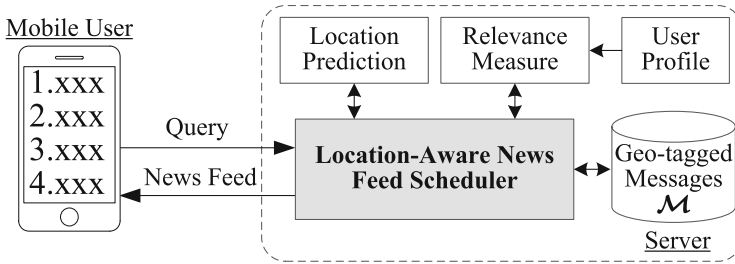 Mobile User
1.xxx
2.xxx
3.xxx
4.xxx
Query
News Feed
Location
Prediction
Relevance
Measure
User
Profile
Location-Aware News
Feed Scheduler
Geo-tagged
Messages
𝓜
Server